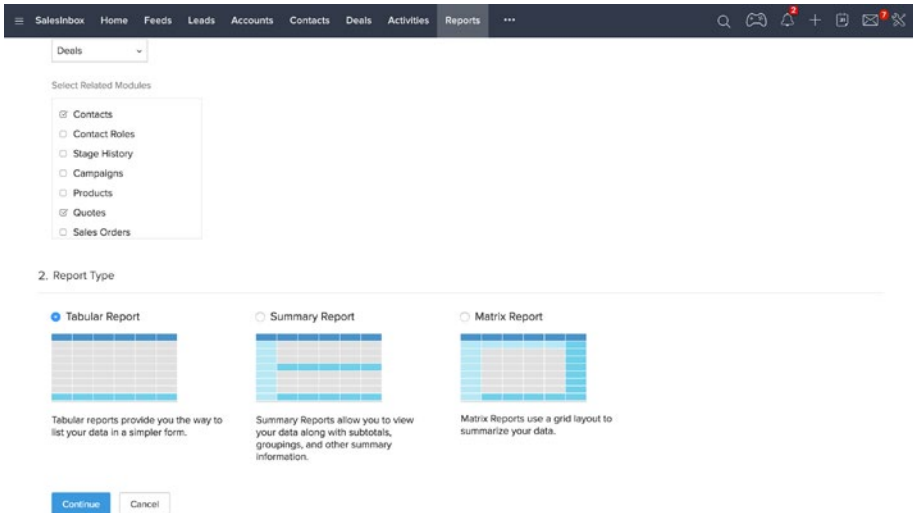 SalesInbox Home Feeds Leads Accounts Contacts Deals Activities Reports ••• 2 31 7
Deals
Select Related Modules
Contacts
Contact Roles
Stage History
Campaigns
Products
Quotes
Sales Orders
2. Report Type
Tabular Report Summary Report Matrix Report
Tabular reports provide you the way to
list your data in a simpler form.
Summary Reports allow you to view
your data along with subtotals,
groupings, and other summary
information.
Matrix Reports use a grid layout to
summarize your data.
Continue Cancel